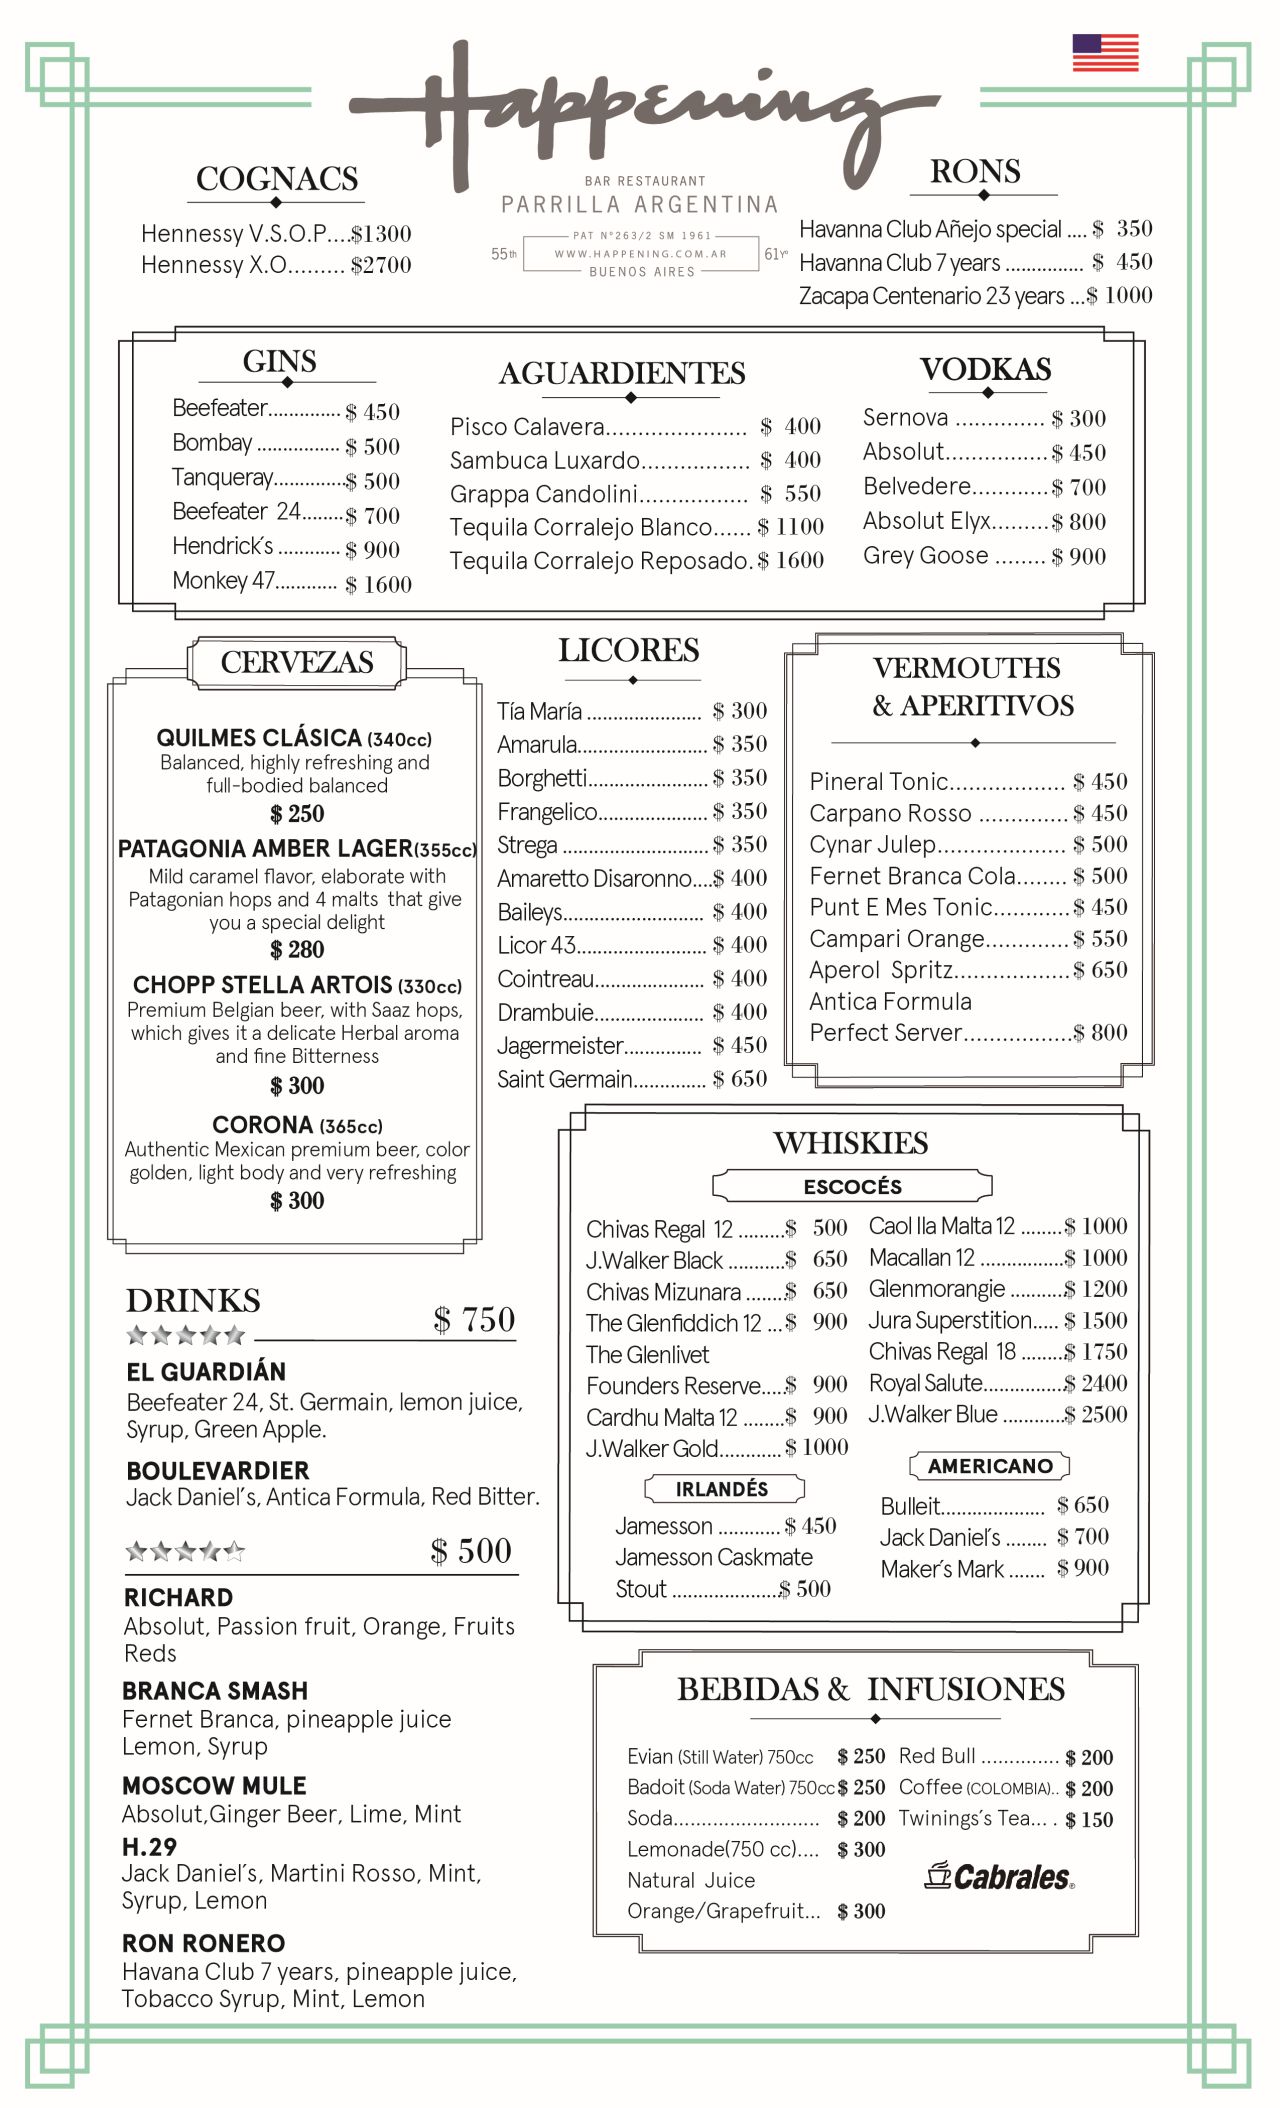 Happening
BAR RESTAURANT
PARRILLA ARGENTINA
PAT N°263/2 SM 1961
55th WWW.HAPPENING.COM.AR 61yº
BUENOS AIRES
COGNACS
Hennessy V.S.O.P....$1300
Hennessy X.O......... $2700
RONS
Havanna Club Añejo special .... $ 350
Havanna Club 7 years ............... $ 450
Zacapa Centenario 23 years ...$ 1000
GINS
Beefeater.............. $ 450
Bombay ................ $ 500
Tanqueray..............$ 500
Beefeater 24........$ 700
Hendrick´s ............ $ 900
Monkey 47............ $ 1600
AGUARDIENTES
Pisco Calavera...................... $ 400
Sambuca Luxardo................. $ 400
Grappa Candolini................. $ 550
Tequila Corralejo Blanco...... $ 1100
Tequila Corralejo Reposado. $ 1600
VODKAS
Sernova .............. $ 300
Absolut................ $ 450
Belvedere............ $ 700
Absolut Elyx......... $ 800
Grey Goose ........ $ 900
CERVEZAS
QUILMES CLÁSICA (340cc)
Balanced, highly refreshing and
full-bodied balanced
$ 250
PATAGONIA AMBER LAGER(355cc)
Mild caramel flavor, elaborate with
Patagonian hops and 4 malts that give
you a special delight
$ 280
CHOPP STELLA ARTOIS (330cc)
Premium Belgian beer, with Saaz hops,
which gives it a delicate Herbal aroma
and fine Bitterness
$ 300
CORONA (365cc)
Authentic Mexican premium beer, color
golden, light body and very refreshing
$ 300
LICORES
Tía María ...................... $ 300
Amarula......................... $ 350
Borghetti....................... $ 350
Frangelico..................... $ 350
Strega ............................ $ 350
Amaretto Disaronno....$ 400
Baileys........................... $ 400
Licor 43......................... $ 400
Cointreau..................... $ 400
Drambuie..................... $ 400
Jagermeister............... $ 450
Saint Germain.............. $ 650
VERMOUTHS
& APERITIVOS
Pineral Tonic.................. $ 450
Carpano Rosso .............. $ 450
Cynar Julep.................... $ 500
Fernet Branca Cola........ $ 500
Punt E Mes Tonic............ $ 450
Campari Orange............. $ 550
Aperol Spritz.................. $ 650
Antica Formula
Perfect Server.................$ 800
WHISKIES
ESCOCÉS
Chivas Regal 12 .........$ 500
J.Walker Black ...........$ 650
Chivas Mizunara ........$ 650
The Glenfiddich 12 ...$ 900
The Glenlivet
Founders Reserve.....$ 900
Cardhu Malta 12 ........$ 900
J.Walker Gold............ $ 1000
Caol Ila Malta 12 ........$ 1000
Macallan 12 ................$ 1000
Glenmorangie ..........$ 1200
Jura Superstition..... $ 1500
Chivas Regal 18 ........$ 1750
Royal Salute................$ 2400
J.Walker Blue ............$ 2500
IRLANDÉS
Jamesson ............ $ 450
Jamesson Caskmate
Stout .....................$ 500
AMERICANO
Bulleit.................... $ 650
Jack Daniel´s ........ $ 700
Maker´s Mark ....... $ 900
DRINKS
$ 750
EL GUARDIÁN
Beefeater 24, St. Germain, lemon juice,
Syrup, Green Apple.
BOULEVARDIER
Jack Daniel´s, Antica Formula, Red Bitter.
$ 500
RICHARD
Absolut, Passion fruit, Orange, Fruits
Reds
BRANCA SMASH
Fernet Branca, pineapple juice
Lemon, Syrup
MOSCOW MULE
Absolut,Ginger Beer, Lime, Mint
H.29
Jack Daniel´s, Martini Rosso, Mint,
Syrup, Lemon
RON RONERO
Havana Club 7 years, pineapple juice,
Tobacco Syrup, Mint, Lemon
BEBIDAS & INFUSIONES
Evian (Still Water) 750cc $ 250
Badoit (Soda Water) 750cc $ 250
Soda.......................... $ 200
Lemonade(750 cc).... $ 300
Natural Juice
Orange/Grapefruit... $ 300
Red Bull .............. $ 200
Coffee (COLOMBIA).. $ 200
Twinings´s Tea... . $ 150
Cabrales®